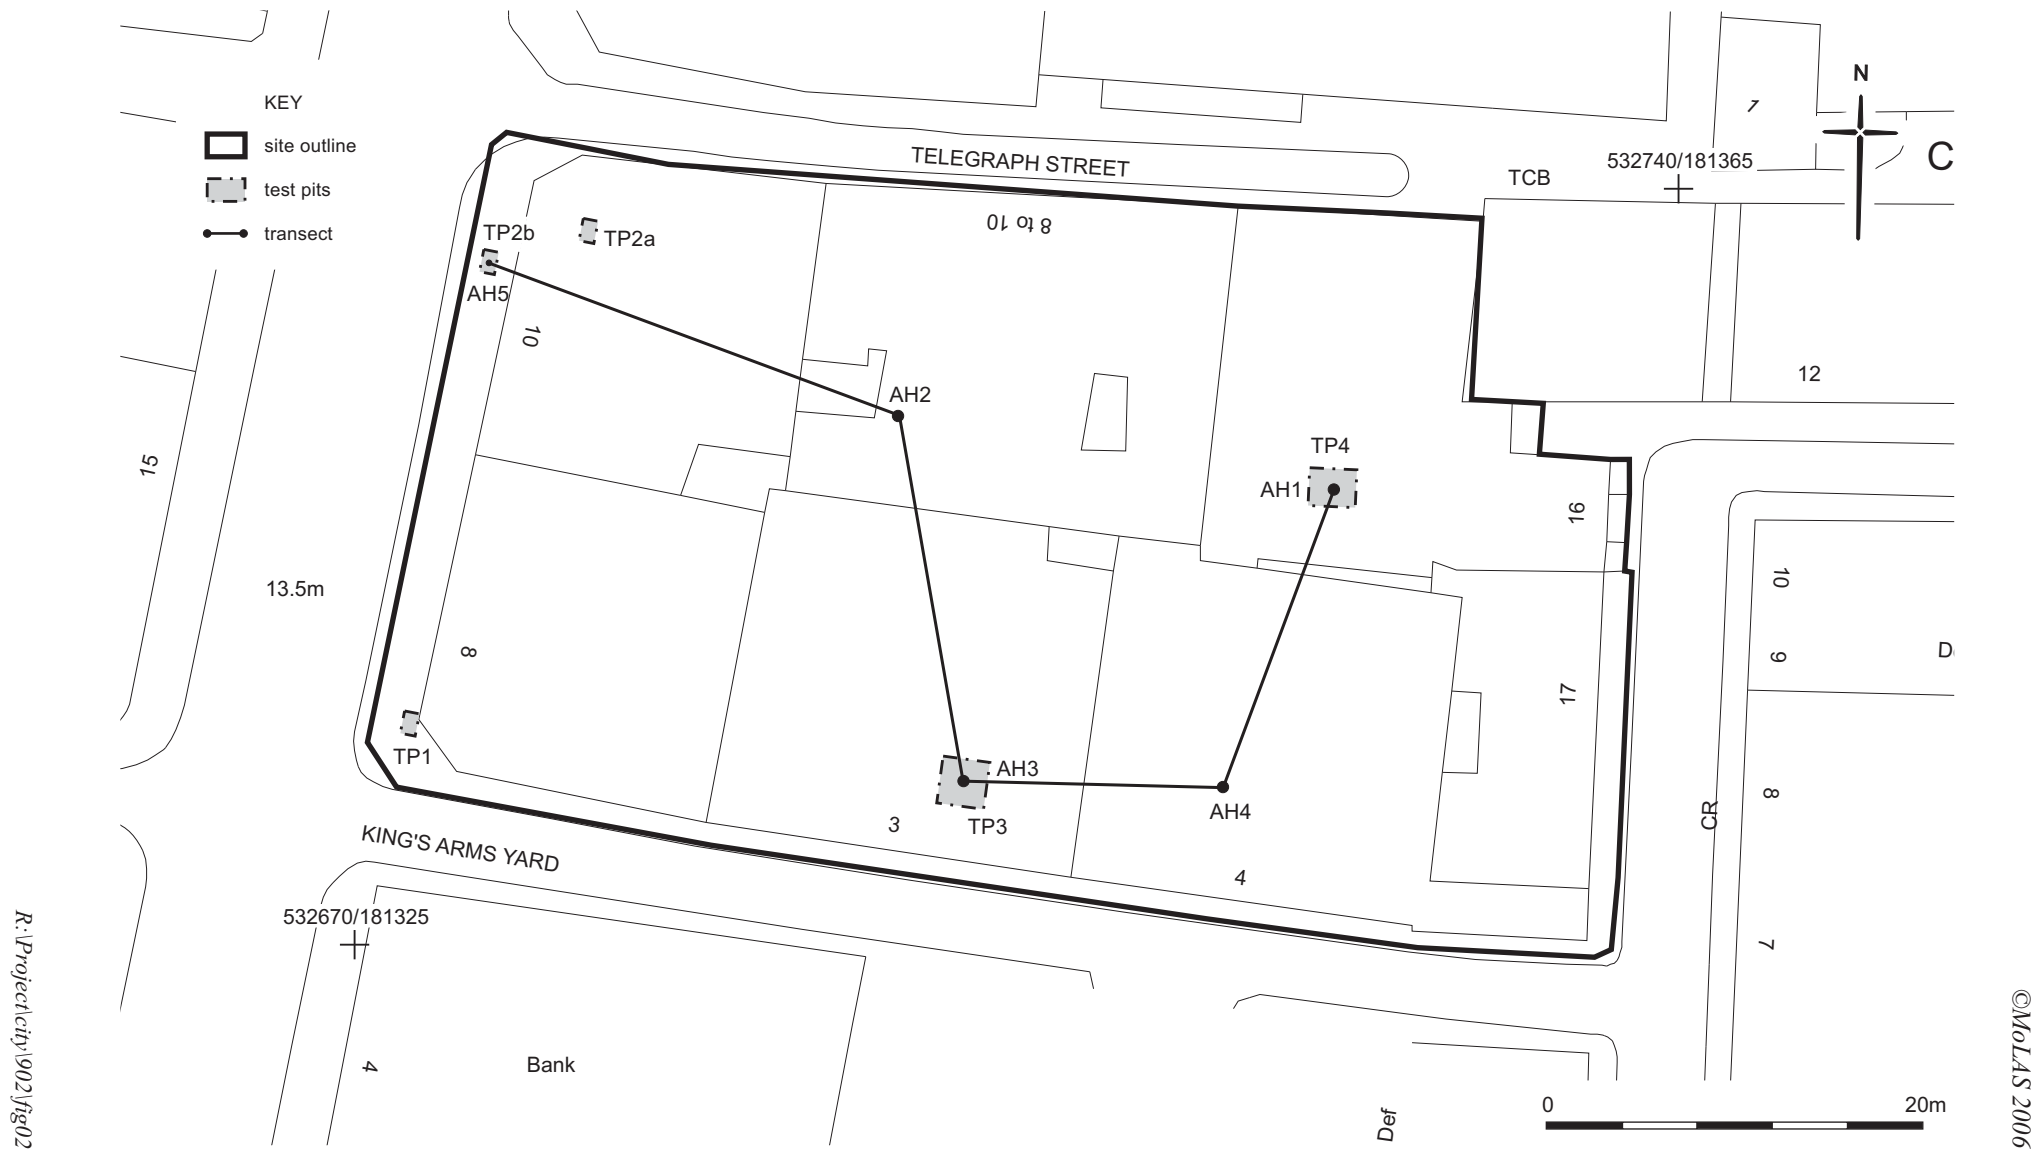 KEY
site outline
test pits
transect
N
1
C
532740/181365
TCB
TELEGRAPH STREET
8 to 10
TP2b
TP2a
AH5
10
12
AH2
TP4
AH1
15
16
13.5m
10
8
9
D
17
TP1
AH3
AH4
TP3
3
8
CR
KING'S ARMS YARD
4
532670/181325
7
4
Bank
Def
0 20m
R:\Project\city\902\fig02
©MoLAS 2006